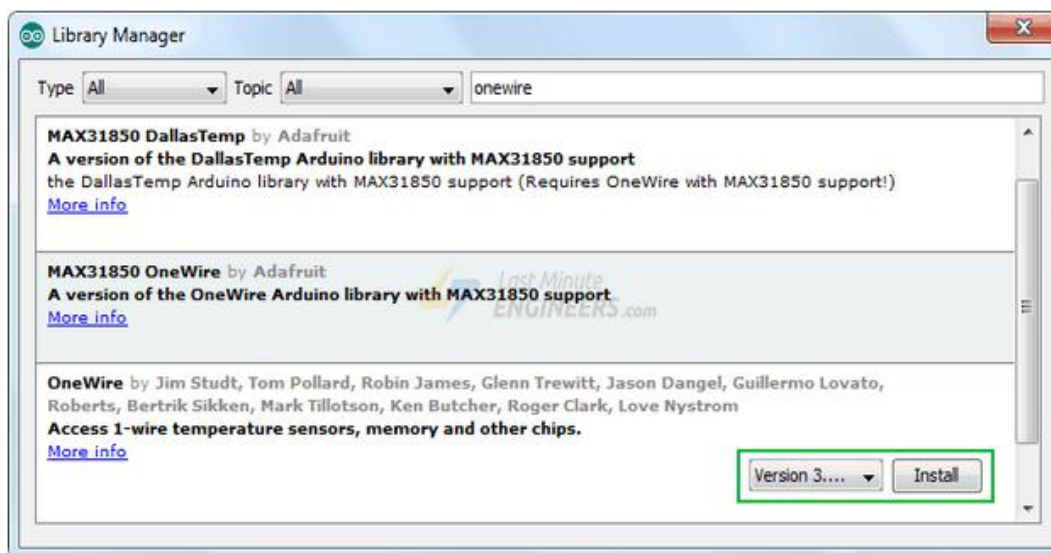 Library Manager
Type All Topic All onewire
MAX31850 DallasTemp by Adafruit
A version of the DallasTemp Arduino library with MAX31850 support
the DallasTemp Arduino library with MAX31850 support (Requires OneWire with MAX31850 support!)
More info
MAX31850 OneWire by Adafruit
A version of the OneWire Arduino library with MAX31850 support
More info
Last Minute
ENGINEERS.com
OneWire by Jim Studt, Tom Pollard, Robin James, Glenn Trewitt, Jason Dangel, Guillermo Lovato,
Roberts, Bertrik Sikken, Mark Tillotson, Ken Butcher, Roger Clark, Love Nystrom
Access 1-wire temperature sensors, memory and other chips.
More info
Version 3.... Install